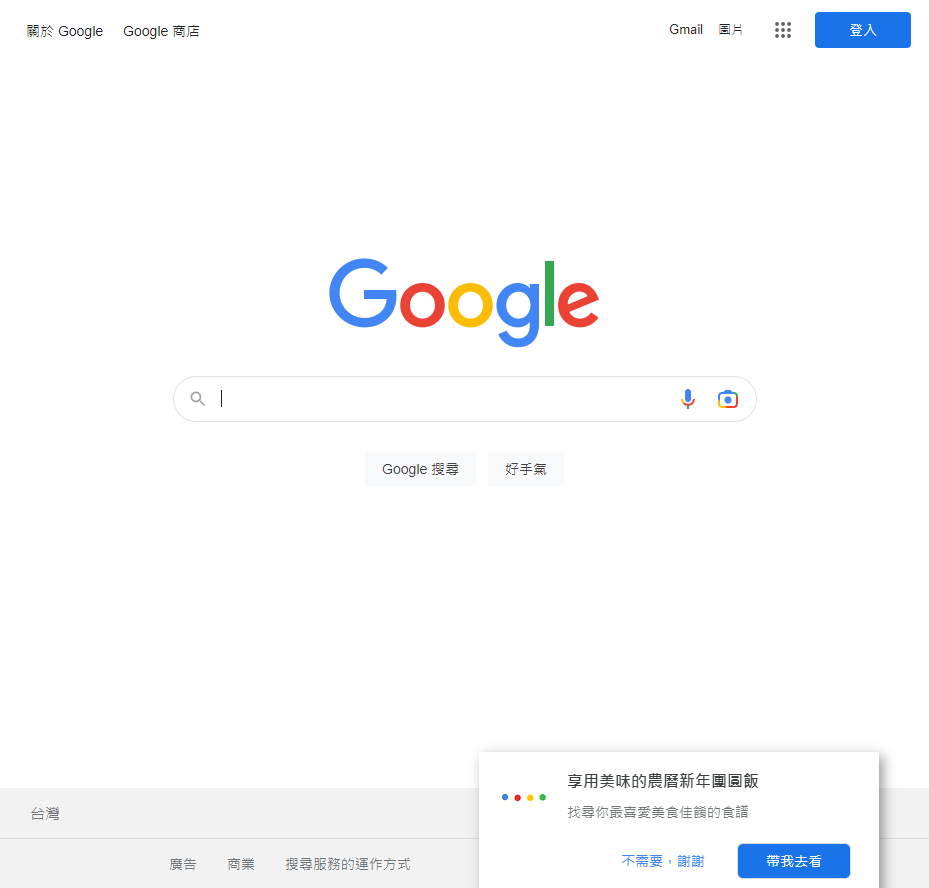 關於 Google Google 商店 Gmail 圖片 登入
Google
Google 搜尋 好手氣
享用美味的農曆新年團圓飯
找尋你最喜愛美食佳餚的食譜
不需要，謝謝 帶我去看
台灣
廣告 商業 搜尋服務的運作方式